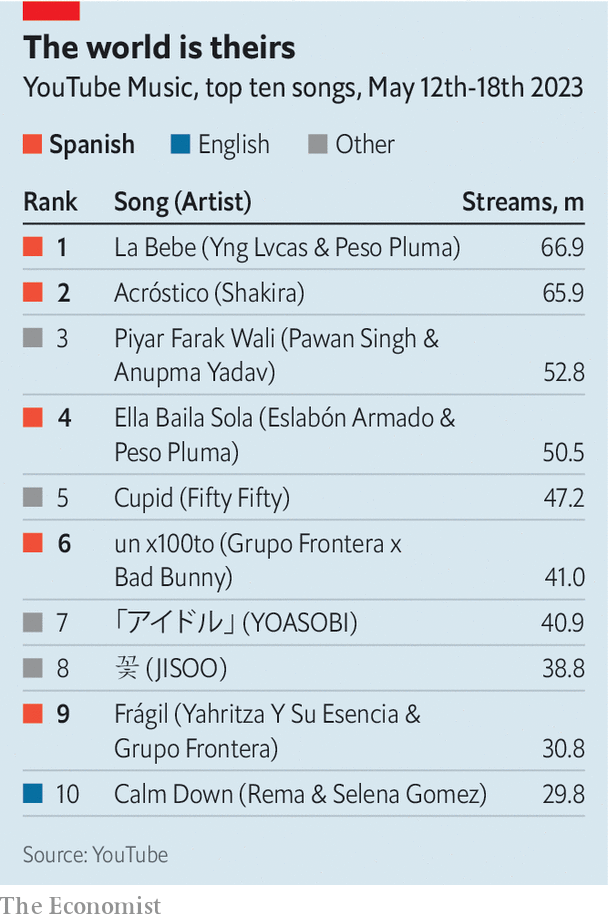 The world is theirs
YouTube Music, top ten songs, May 12th-18th 2023
Spanish English Other
Rank Song (Artist) Streams, m
1 La Bebe (Yng Lvcas & Peso Pluma) 66.9
2 Acróstico (Shakira) 65.9
3 Piyar Farak Wali (Pawan Singh &
Anupma Yadav) 52.8
4 Ella Baila Sola (Eslabón Armado &
Peso Pluma) 50.5
5 Cupid (Fifty Fifty) 47.2
6 un x100to (Grupo Frontera x
Bad Bunny) 41.0
7 「アイドル」 (YOASOBI) 40.9
8 꽃 (JISOO) 38.8
9 Frágil (Yahritza Y Su Esencia &
Grupo Frontera) 30.8
10 Calm Down (Rema & Selena Gomez) 29.8
Source: YouTube
The Economist